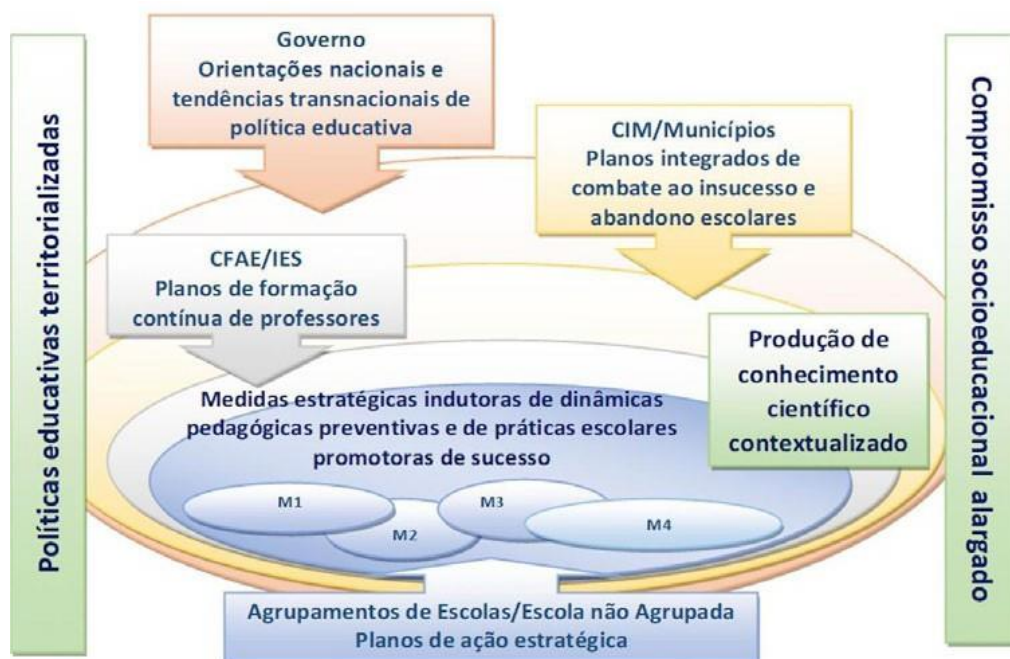 Políticas educativas territorializadas
Governo
Orientações nacionais e
tendências transnacionais de
política educativa
CIM/Municípios
Planos integrados de
combate ao insucesso e
abandono escolares
CFAE/IES
Planos de formação
contínua de professores
Produção de
conhecimento
científico
contextualizado
Medidas estratégicas indutoras de dinâmicas
pedagógicas preventivas e de práticas escolares
promotoras de sucesso
M1
M2
M3
M4
Agrupamentos de Escolas/Escola não Agrupada
Planos de ação estratégica
Compromisso socioeducacional alargado